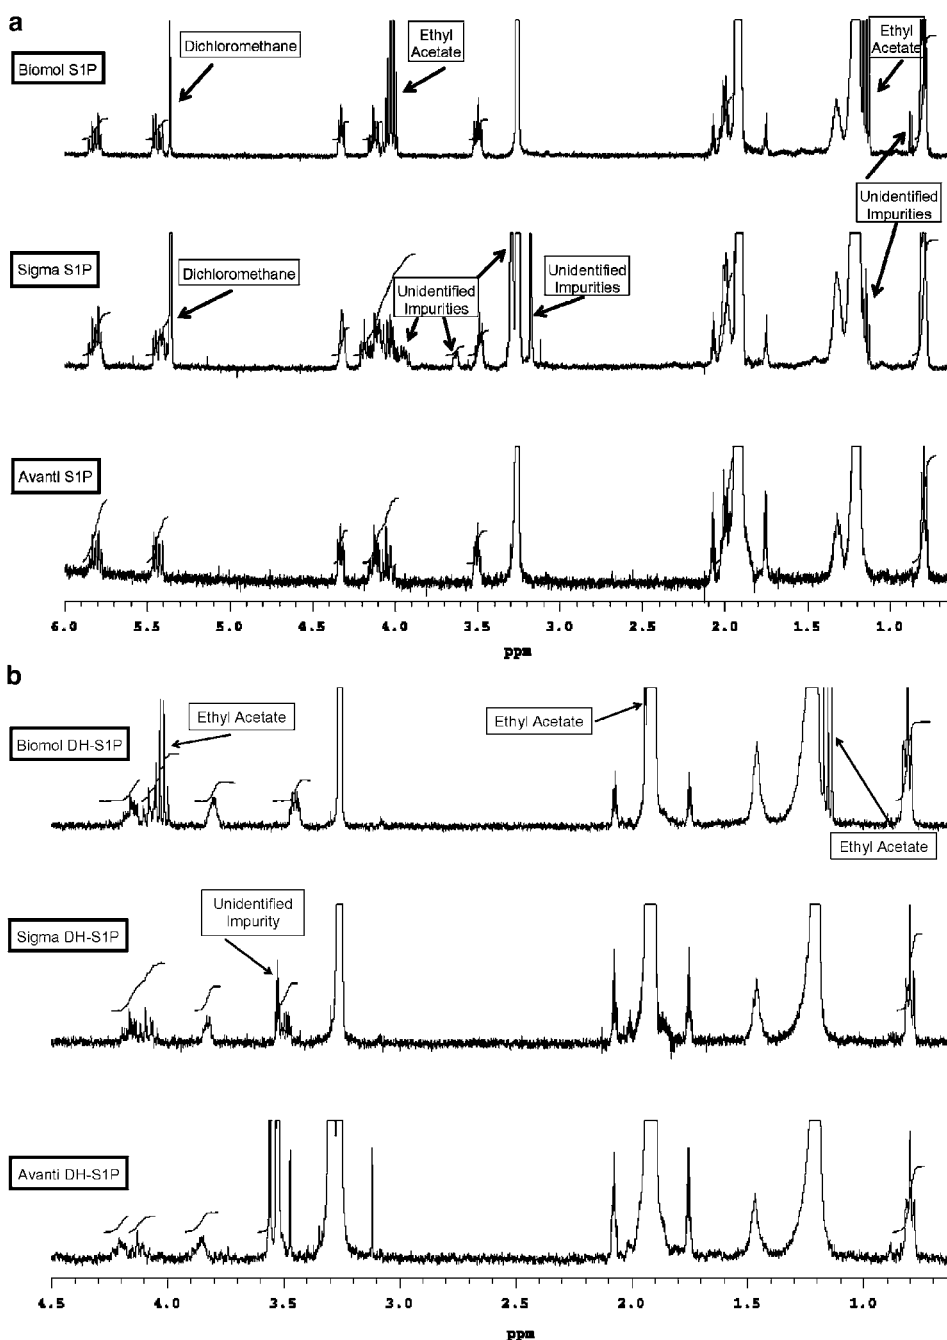 a
Biomol S1P
Dichloromethane
Ethyl
Acetate
Ethyl
Acetate
Unidentified
Impurities
Sigma S1P
Dichloromethane
Unidentified
Impurities
Unidentified
Impurities
Avanti S1P
6.0 5.5 5.0 4.5 4.0 3.5 3.0 2.5 2.0 1.5 1.0
ppm
b
Biomol DH-S1P
Ethyl Acetate
Ethyl Acetate
Ethyl Acetate
Sigma DH-S1P
Unidentified
Impurity
Avanti DH-S1P
4.5 4.0 3.5 3.0 2.5 2.0 1.5 1.0
ppm